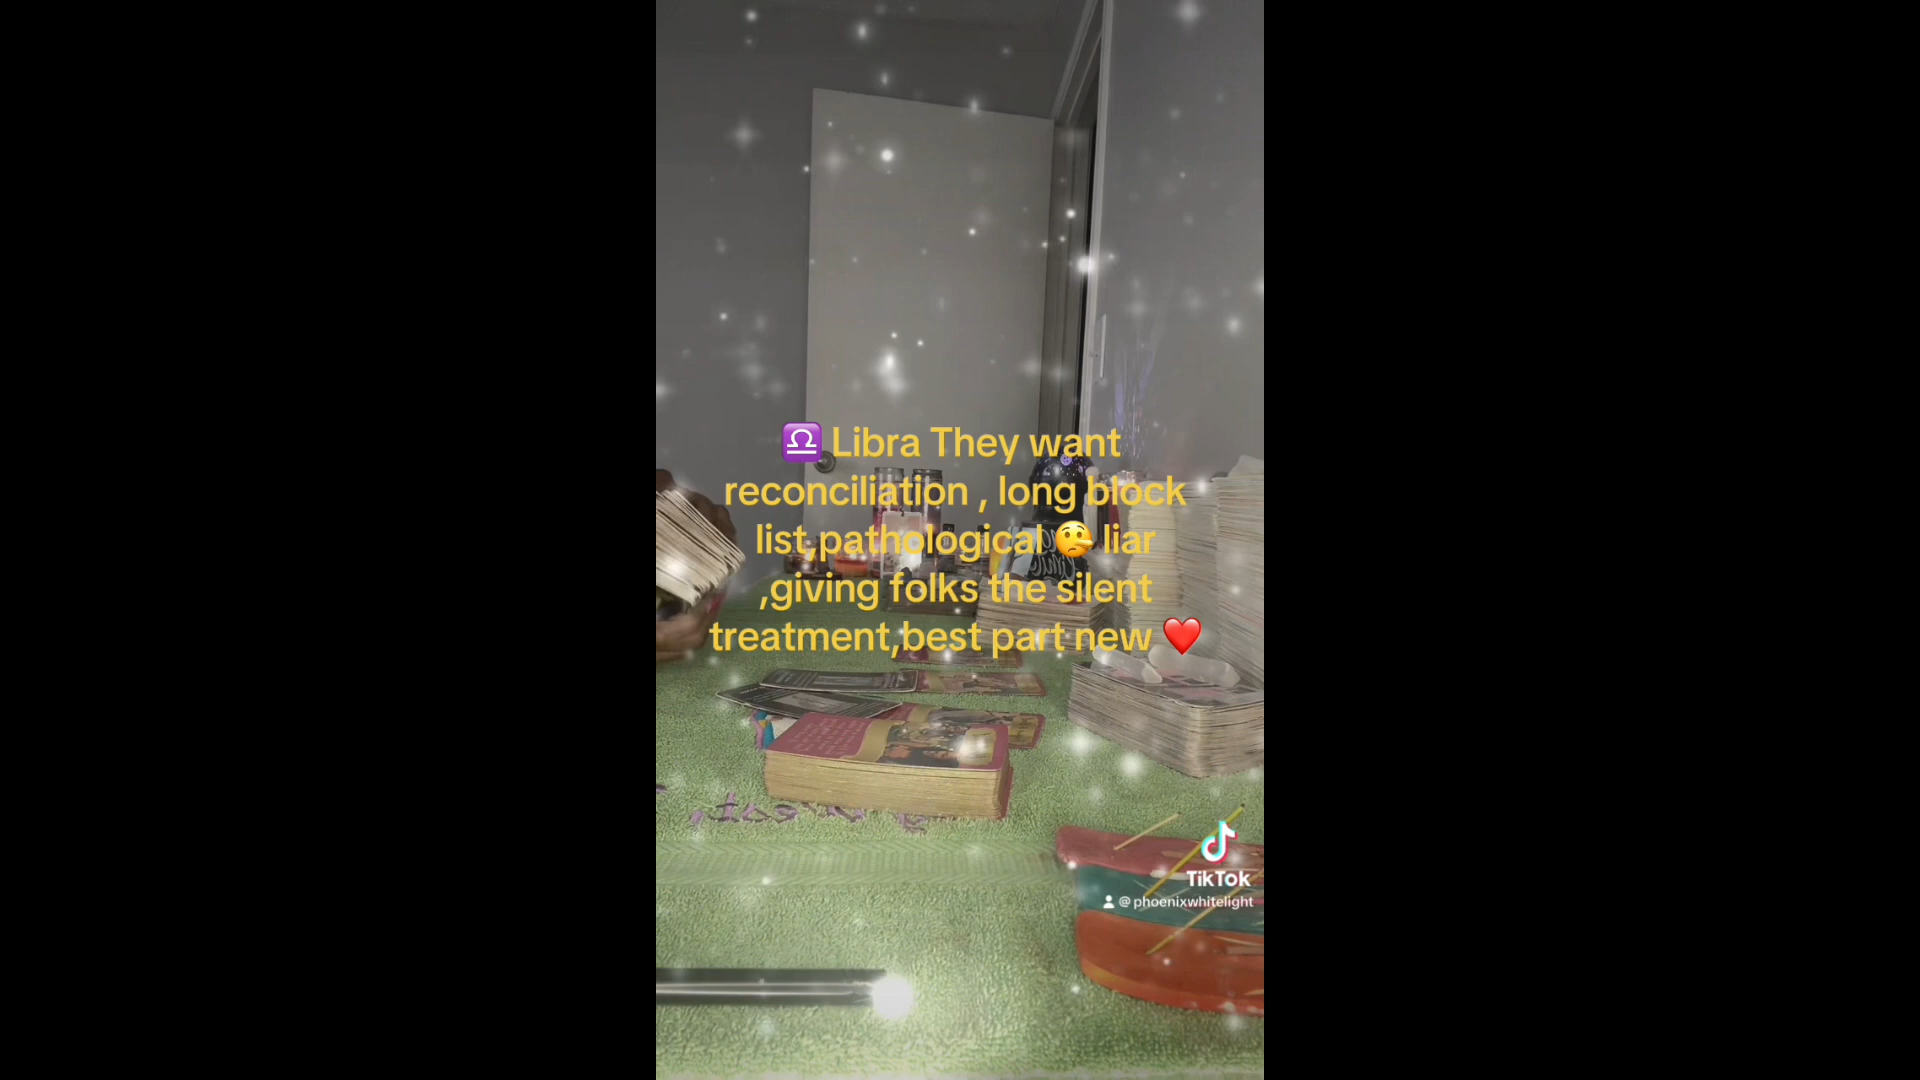 ♎ Libra They want
reconciliation , long block
list,pathological 🤥 liar
,giving folks the silent
treatment,best part new ❤️
TikTok
@ phoenixwhitelight